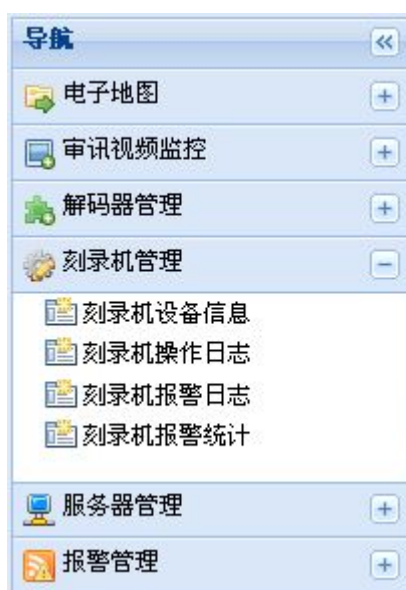 导航
电子地图
审讯视频监控
解码器管理
刻录机管理
刻录机设备信息
刻录机操作日志
刻录机报警日志
刻录机报警统计
服务器管理
报警管理